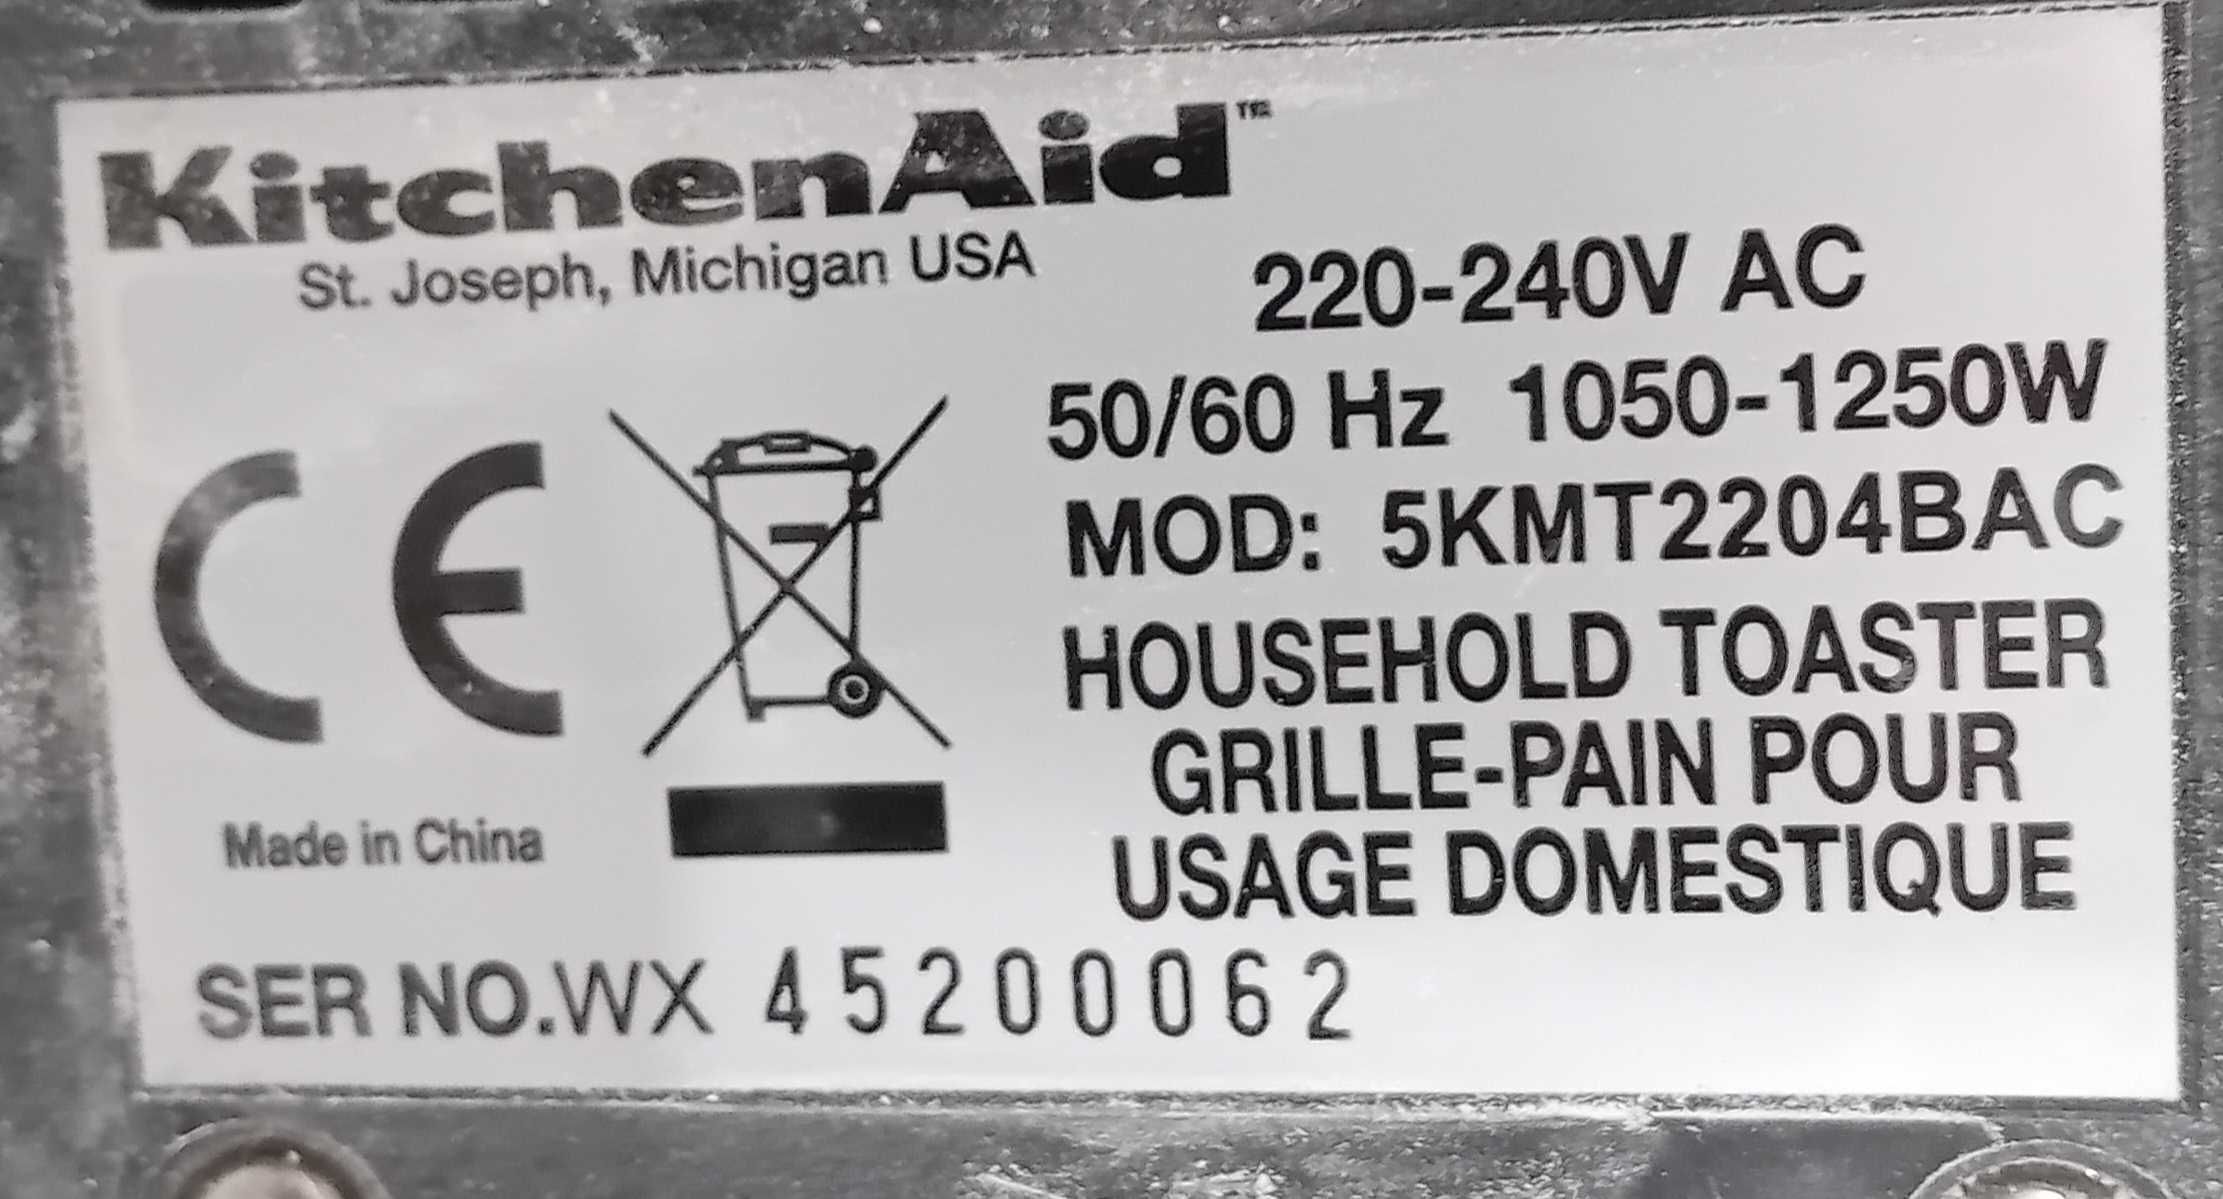 KitchenAid™
St. Joseph, Michigan USA
220-240V AC
50/60 Hz 1050-1250W
MOD: 5KMT2204BAC
HOUSEHOLD TOASTER
GRILLE-PAIN POUR
USAGE DOMESTIQUE
CE
Made in China
SER NO.WX 45200062